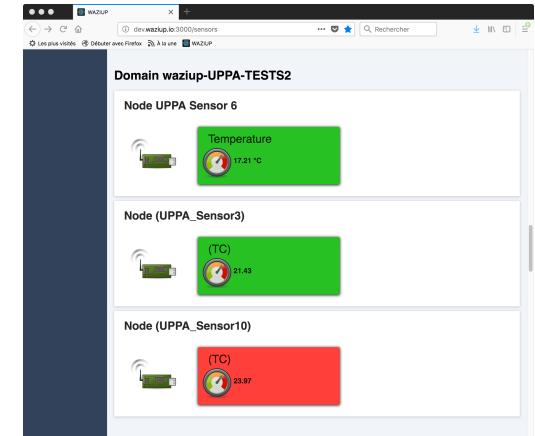 WAZIUP
dev.waziup.io:3000/sensors
Rechercher
Les plus visités
Débuter avec Firefox
À la une
WAZIUP
Domain waziup-UPPA-TESTS2
Node UPPA Sensor 6
Temperature
17.21 °C
Node (UPPA_Sensor3)
(TC)
21.43
Node (UPPA_Sensor10)
(TC)
23.97